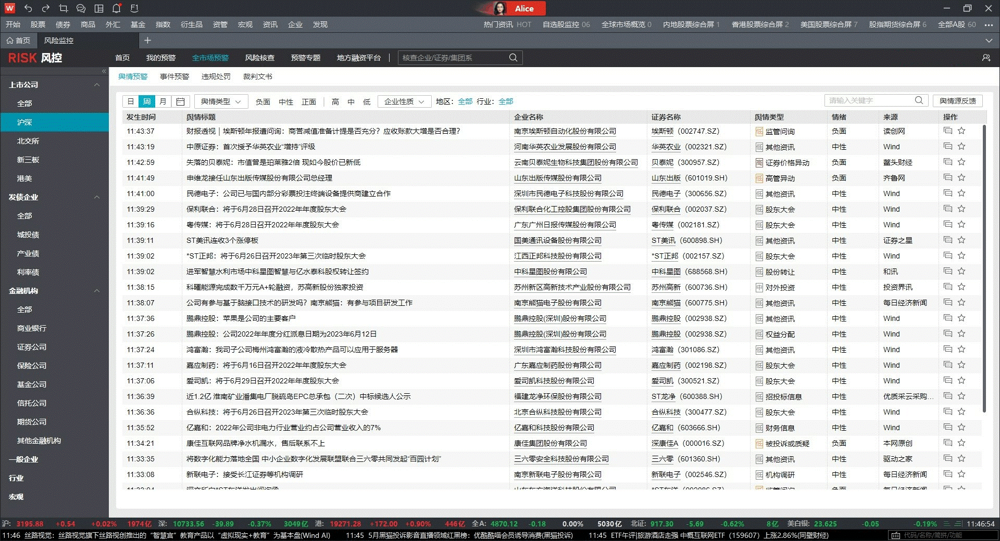 W F1 Alice
开始 股票 债券 商品 外汇 基金 指数 衍生品 资管 宏观 资讯 企业 发现 热门资讯 HOT 自选股监控 06 全球市场概览 0 内地股票综合屏 1 香港股票综合屏 2 美国股票综合屏 7 股指期货综合屏 6 全部A股 60
首页 风险监控
RISK 风控 首页 我的预警 全市场预警 风险核查 预警专题 地方融资平台 核查企业/证券/集团系
舆情预警 事件预警 违规处罚 裁判文书
上市公司
全部
沪深
北交所
新三板
港美
发债企业
全部
城投债
产业债
利率债
金融机构
全部
商业银行
证券公司
保险公司
基金公司
信托公司
期货公司
其他金融机构
一般企业
行业
宏观
日 周 月 舆情类型 负面 中性 正面 高 中 低 企业性质 地区： 全部 行业： 全部 请输入关键字 舆情源反馈
发生时间 舆情标题 企业名称 证券名称 舆情类型 情绪 来源 操作
11:43:37 财报透视｜埃斯顿年报遭问询：商誉减值准备计提是否充分？应收账款大增是否合理？ 南京埃斯顿自动化股份有限公司 埃斯顿（002747.SZ） 低 监管问询 负面 读创网
11:43:19 中原证券：首次授予华英农业“增持”评级 河南华英农业发展股份有限公司 华英农业（002321.SZ） 低 其他资讯 中性 Wind
11:42:59 失落的贝泰妮：市值曾是珀莱雅2倍 现如今股价已新低 云南贝泰妮生物科技集团股份有限公司 贝泰妮（300957.SZ） 高 证券价格异动 负面 鳌头财经
11:41:49 申维龙接任山东出版传媒股份有限公司总经理 山东出版传媒股份有限公司 山东出版（601019.SH） 低 高管异动 负面 齐鲁网
11:41:00 民德电子：公司已与国内部分彩票投注终端设备提供商建立合作 深圳市民德电子科技股份有限公司 民德电子（300656.SZ） 低 其他资讯 中性 Wind
11:39:29 保利联合：将于6月28日召开2022年年度股东大会 保利联合化工控股集团股份有限公司 保利联合（002037.SZ） 低 股东大会 中性 Wind
11:39:16 粤传媒：将于6月28日召开2022年年度股东大会 广东广州日报传媒股份有限公司 粤传媒（002181.SZ） 低 股东大会 中性 Wind
11:39:11 ST美讯连收3个涨停板 国美通讯设备股份有限公司 ST美讯（600898.SH） 低 其他资讯 中性 证券之星
11:39:02 *ST正邦：将于6月26日召开2023年第三次临时股东大会 江西正邦科技股份有限公司 *ST正邦（002157.SZ） 低 股东大会 中性 Wind
11:39:02 进军智慧水利市场中科星图智慧与亿水泰科股权转让签约 中科星图股份有限公司 中科星图（688568.SH） 低 股份转让 中性 和讯
11:38:15 科曜能源完成数千万元A+轮融资，苏高新股份独家投资 苏州新区高新技术产业股份有限公司 苏州高新（600736.SH） 中 对外投资 中性 投资界讯
11:38:07 公司有参与基于脑接口技术的研发吗？南京熊猫：有参与项目研发工作 南京熊猫电子股份有限公司 南京熊猫（600775.SH） 低 其他资讯 中性 每日经济新闻
11:37:36 鹏鼎控股：苹果是公司的主要客户 鹏鼎控股(深圳)股份有限公司 鹏鼎控股（002938.SZ） 低 其他资讯 中性 Wind
11:37:26 鹏鼎控股：公司2022年年度分红派息日期为2023年6月12日 鹏鼎控股(深圳)股份有限公司 鹏鼎控股（002938.SZ） 低 权益分配 中性 Wind
11:37:24 鸿富瀚：我司子公司梅州鸿富瀚的液冷散热产品可以应用于服务器 深圳市鸿富瀚科技股份有限公司 鸿富瀚（301086.SZ） 低 其他资讯 中性 Wind
11:37:11 嘉应制药：将于6月16日召开2022年年度股东大会 广东嘉应制药股份有限公司 嘉应制药（002198.SZ） 低 股东大会 中性 Wind
11:37:06 爱司凯：将于6月29日召开2022年年度股东大会 爱司凯科技股份有限公司 爱司凯（300521.SZ） 低 股东大会 中性 Wind
11:36:39 近1.2亿 淮南矿业潘集电厂脱硫岛EPC总承包（二次）中标候选人公示 福建龙净环保股份有限公司 ST龙净（600388.SH） 低 招投标信息 中性 优质采云采购...
11:36:36 合纵科技：将于6月26日召开2023年第三次临时股东大会 北京合纵科技股份有限公司 合纵科技（300477.SZ） 低 股东大会 中性 Wind
11:35:52 亿嘉和：2022年公司非电力行业营业约占公司营业收入的7% 亿嘉和科技股份有限公司 亿嘉和（603666.SH） 低 财务信息 中性 Wind
11:34:21 康佳互联网品牌净水机漏水，售后联系不上 康佳集团股份有限公司 深康佳A（000016.SZ） 低 被投诉或质疑 负面 本网原创
11:33:35 将数字化能力落地全国 中小企业数字化发展联盟联合三六零共同发起“百园计划” 三六零安全科技股份有限公司 三六零（601360.SH） 低 其他资讯 中性 驱动之家
11:33:08 新联电子：接受长江证券等机构调研 南京新联电子股份有限公司 新联电子（002546.SZ） 低 机构调研 中性 每日经济新闻
沪: 3195.88 +0.54 +0.02% 1974亿 深: 10733.56 -39.89 -0.37% 3049亿 港: 19271.28 +172.00 +0.90% 446亿 全A: 4870.12 -0.18 0.00% 5030亿 北证: 917.30 -5.69 -0.62% 8亿 美白银: 23.625 -0.05 -0.19% 11:46:54
11:46 丝路视觉：丝路视觉旗下丝路视创推出的“智慧宫”教育产品以“虚拟现实+教育”为基本盘(Wind AI) 11:45 5月黑猫投诉影音直播领域红黑榜：优酷酷喵会员诱导消费(黑猫投诉) 11:45 ETF午评|旅游酒店走强 中概互联网ETF（159607）上涨2.86%(同壁财经) 代码/名称/简拼/功能